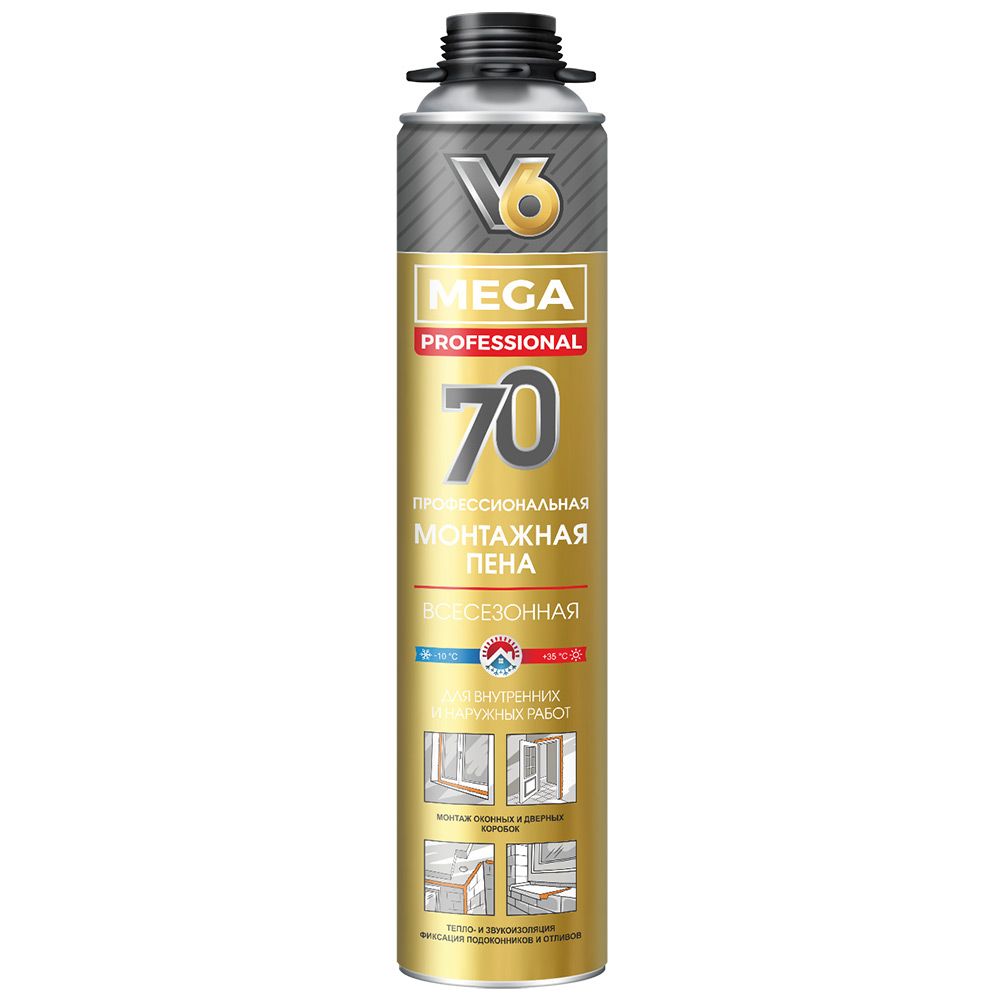 V6
MEGA
PROFESSIONAL
70
ПРОФЕССИОНАЛЬНАЯ
МОНТАЖНАЯ
ПЕНА
ВСЕСЕЗОННАЯ
-10 °C +35 °C
ДЛЯ ВНУТРЕННИХ
И НАРУЖНЫХ РАБОТ
МОНТАЖ ОКОННЫХ И ДВЕРНЫХ
КОРОБОК
ТЕПЛО- И ЗВУКОИЗОЛЯЦИЯ
ФИКСАЦИЯ ПОДОКОННИКОВ И ОТЛИВОВ